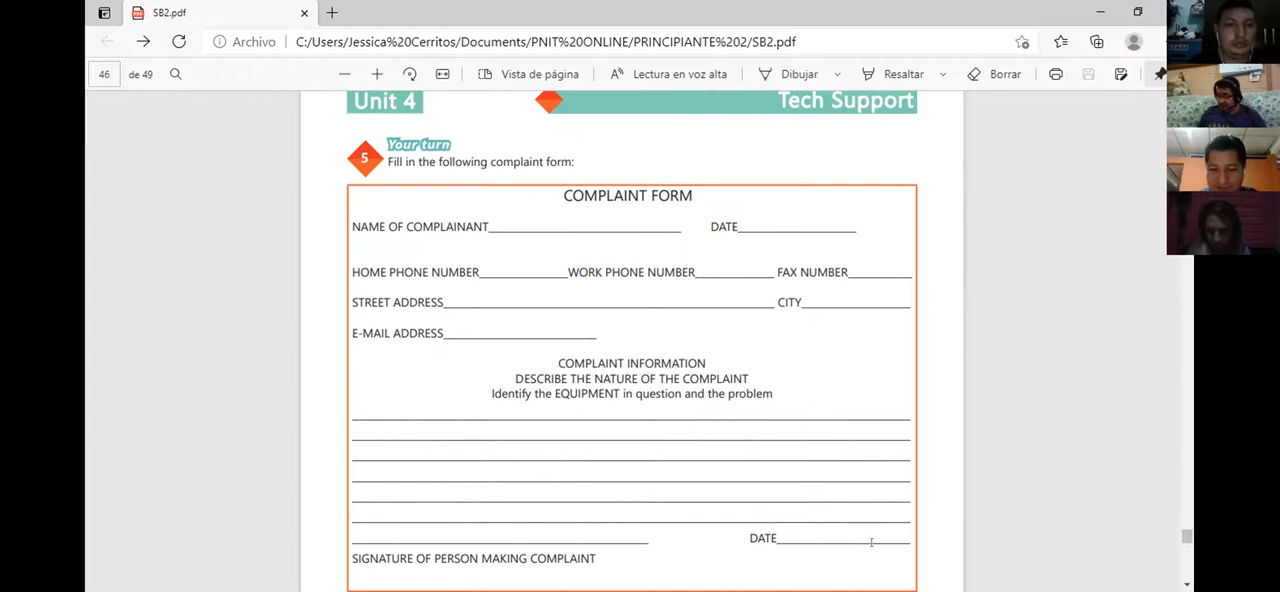 SB2.pdf
Archivo C:/Users/Jessica%20Cerritos/Documents/PNIT%20ONLINE/PRINCIPIANTE%202/SB2.pdf
46 de 49 Vista de página Lectura en voz alta Dibujar Resaltar Borrar
Unit 4 Tech Support
5 Your turn
Fill in the following complaint form:
COMPLAINT FORM
NAME OF COMPLAINANT DATE
HOME PHONE NUMBER WORK PHONE NUMBER FAX NUMBER
STREET ADDRESS CITY
E-MAIL ADDRESS
COMPLAINT INFORMATION
DESCRIBE THE NATURE OF THE COMPLAINT
Identify the EQUIPMENT in question and the problem
DATE
SIGNATURE OF PERSON MAKING COMPLAINT